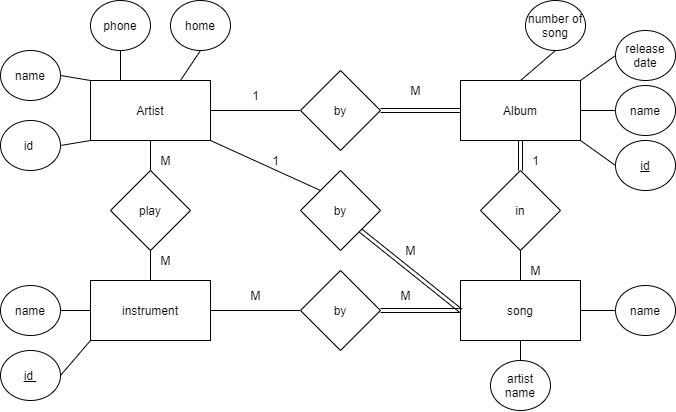 phone
home
number of
song
release
date
name
Artist
1
by
M
Album
name
id
M
1
1
id
play
by
in
M
M
M
name
instrument
M
by
M
song
name
id
artist
name